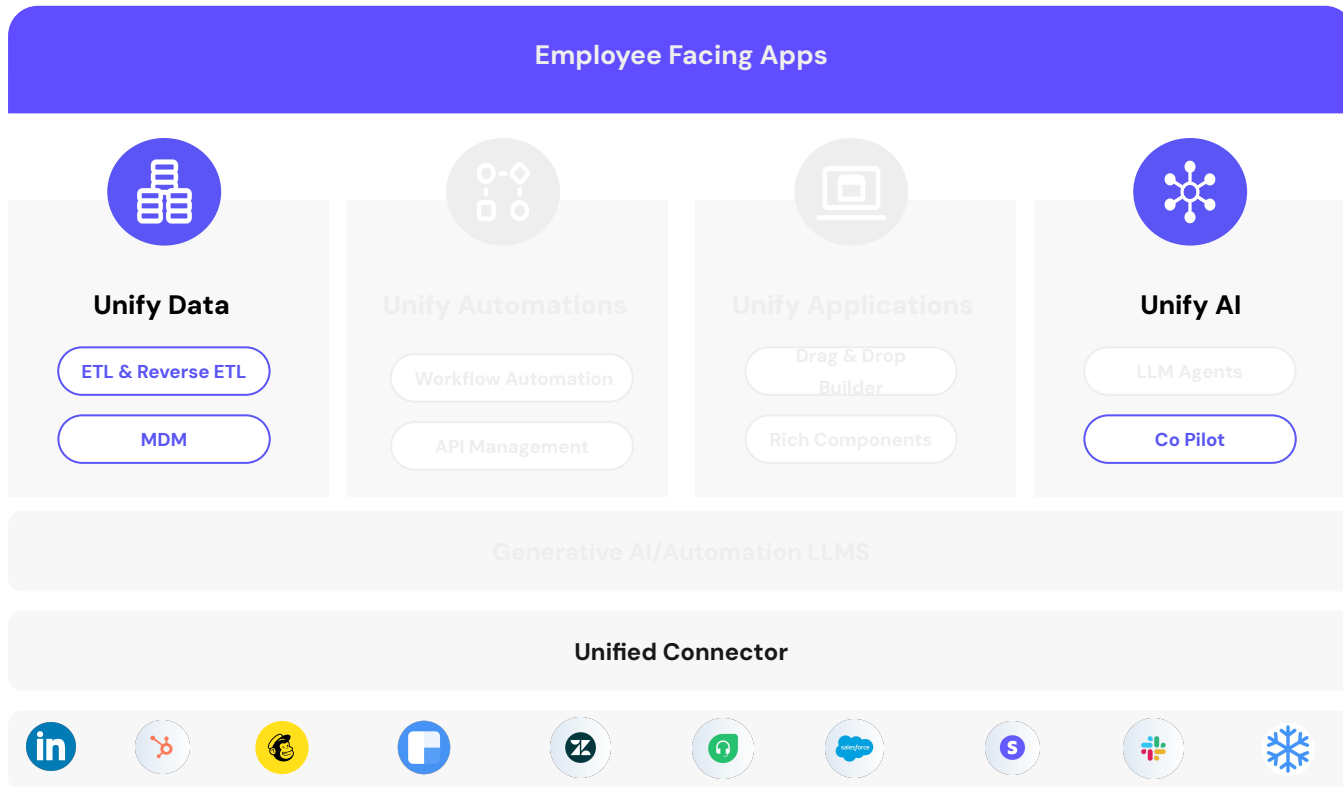 Employee Facing Apps
Unify Data
ETL & Reverse ETL
MDM
Unify Automations
Workflow Automation
API Management
Unify Applications
Drag & Drop
Builder
Rich Components
Unify AI
LLM Agents
Co Pilot
Generative AI/Automation LLMS
Unified Connector
in
salesforce
S